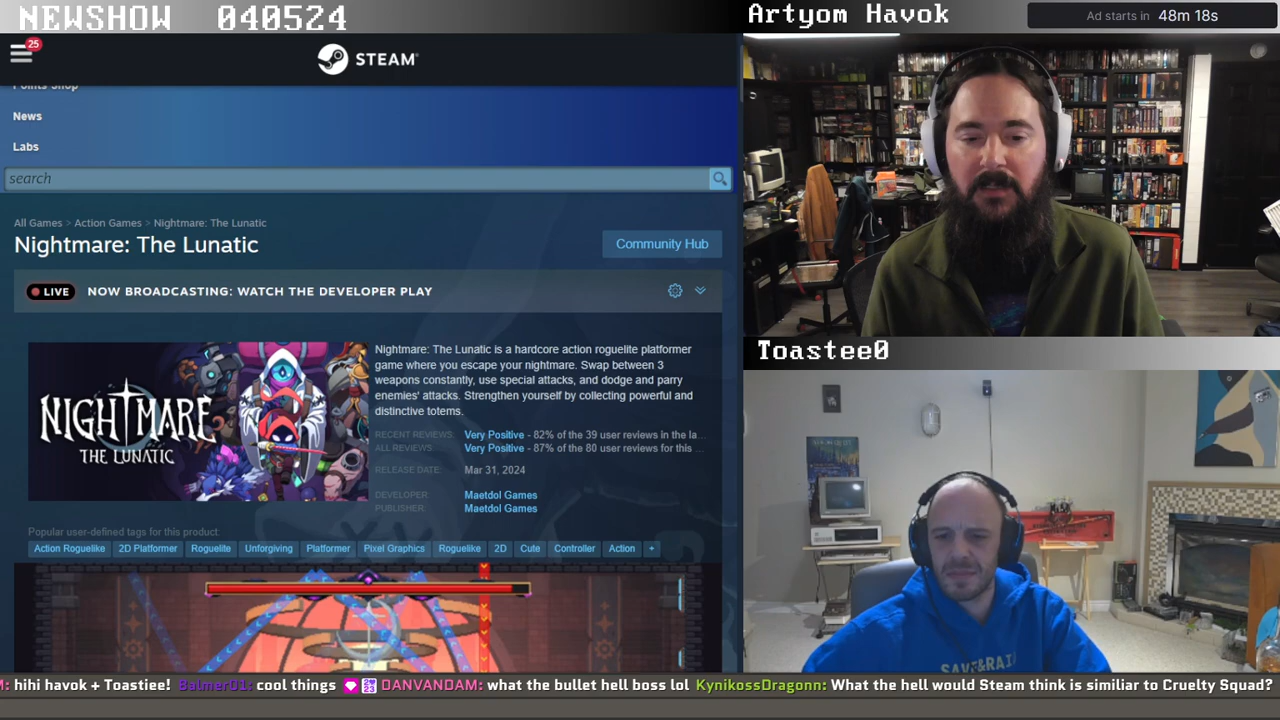 NEWSHOW 040524
Artyom Havok
Ad starts in 48m 18s
25
STEAM
Points Shop
News
Labs
search
All Games > Action Games > Nightmare: The Lunatic
Nightmare: The Lunatic
Community Hub
LIVE
NOW BROADCASTING: WATCH THE DEVELOPER PLAY
NIGHTMARE
THE LUNATIC
Nightmare: The Lunatic is a hardcore action roguelite platformer
game where you escape your nightmare. Swap between 3
weapons constantly, use special attacks, and dodge and parry
enemies' attacks. Strengthen yourself by collecting powerful and
distinctive totems.
RECENT REVIEWS: Very Positive - 82% of the 39 user reviews in the la...
ALL REVIEWS: Very Positive - 87% of the 80 user reviews for this ...
RELEASE DATE: Mar 31, 2024
DEVELOPER: Maetdol Games
PUBLISHER: Maetdol Games
Popular user-defined tags for this product:
Action Roguelike 2D Platformer Roguelite Unforgiving Platformer Pixel Graphics Roguelike 2D Cute Controller Action +
Toastee0
M: hihi havok + Toastiee! Balmer01: cool things 2023 DANVANDAM: what the bullet hell boss lol KynikossDragonn: What the hell would Steam think is similiar to Cruelty Squad?